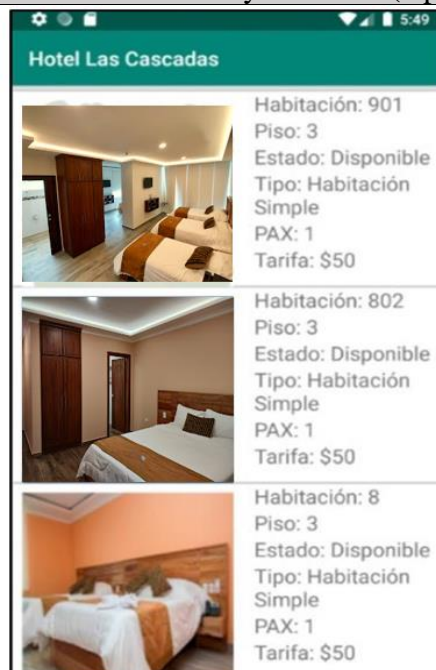 5:49
Hotel Las Cascadas
Habitación: 901
Piso: 3
Estado: Disponible
Tipo: Habitación
Simple
PAX: 1
Tarifa: $50
Habitación: 802
Piso: 3
Estado: Disponible
Tipo: Habitación
Simple
PAX: 1
Tarifa: $50
Habitación: 8
Piso: 3
Estado: Disponible
Tipo: Habitación
Simple
PAX: 1
Tarifa: $50